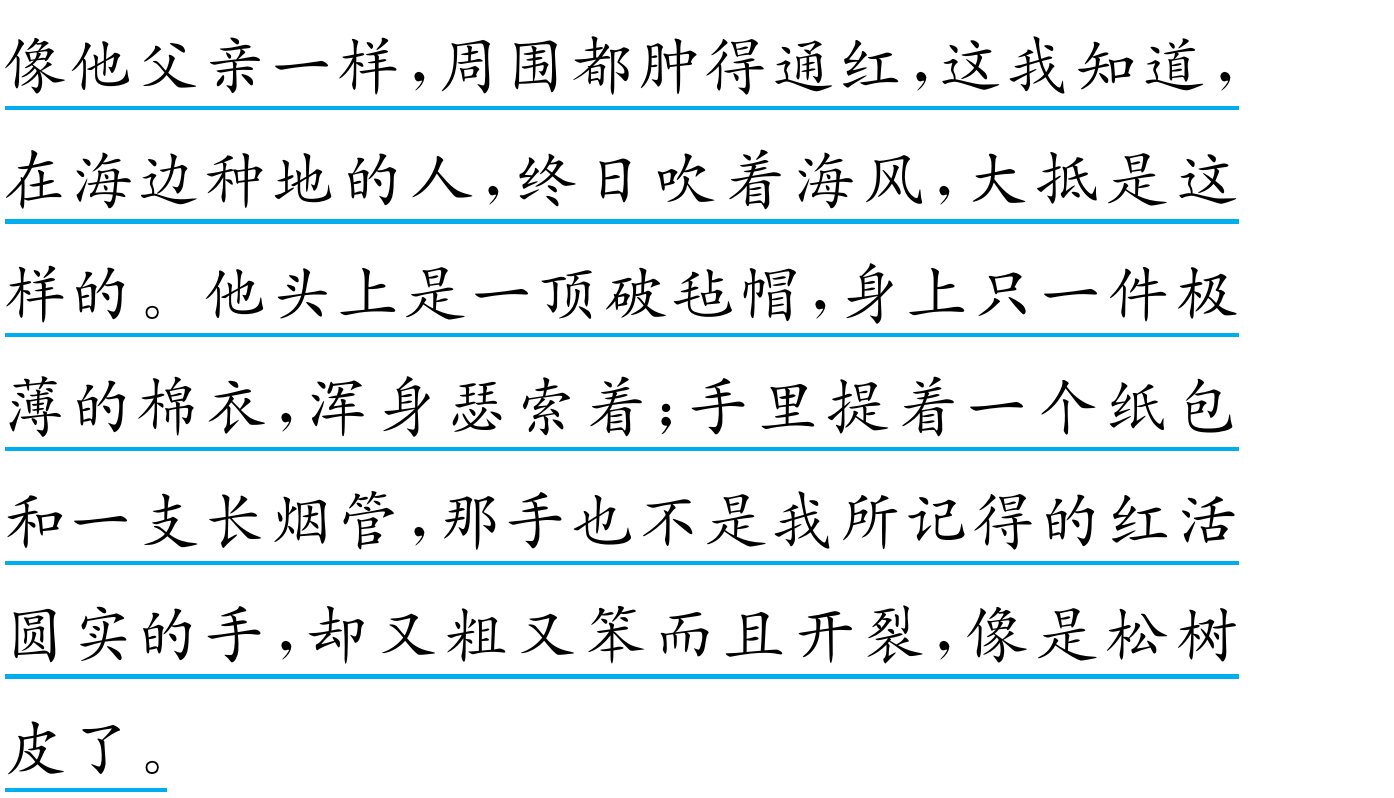 像他父亲一样,周围都肿得通红,这我知道,
在海边种地的人,终日吹着海风,大抵是这
样的。他头上是一顶破毡帽,身上只一件极
薄的棉衣,浑身瑟索着;手里提着一个纸包
和一支长烟管,那手也不是我所记得的红活
圆实的手,却又粗又笨而且开裂,像是松树
皮了。